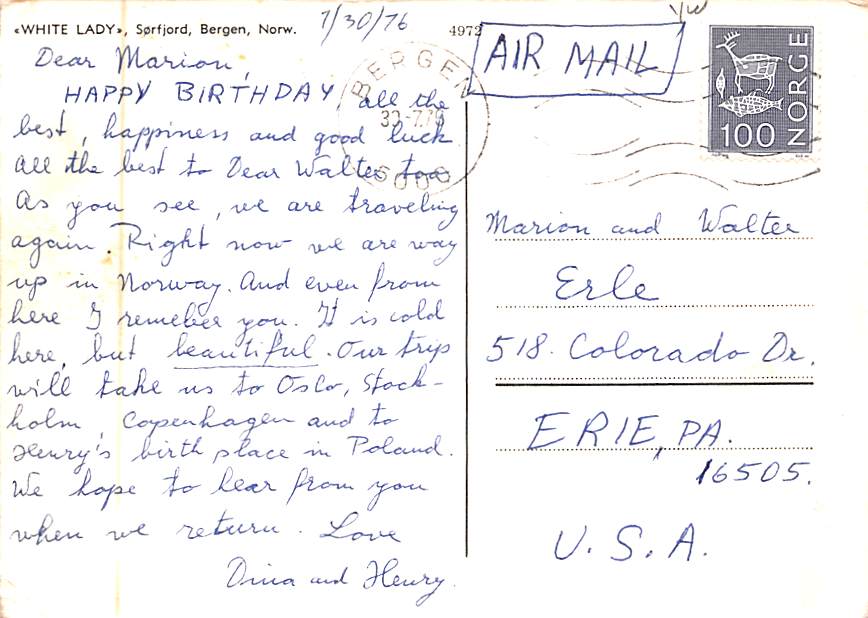 «WHITE LADY», Sørfjord, Bergen, Norw.
7/30/76
4972
Dear Marion,
HAPPY BIRTHDAY, all the
best, happiness and good luck
all the best to Dear Walter too.
As you see, we are traveling
again. Right now we are way
up in Norway. And even from
here I remeber you. It is cold
here, but beautiful. Our trip
will take us to Oslo, Stock-
holm, Copenhagen and to
Henry's birth place in Poland.
We hope to hear from you
when we return. Love
Dina and Henry.
AIR MAIL
BERGEN
30-7.76
5000
NORGE
100
Marion and Walter
Erle
518. Colorado Dr.
ERIE, PA.
16505.
U.S.A.